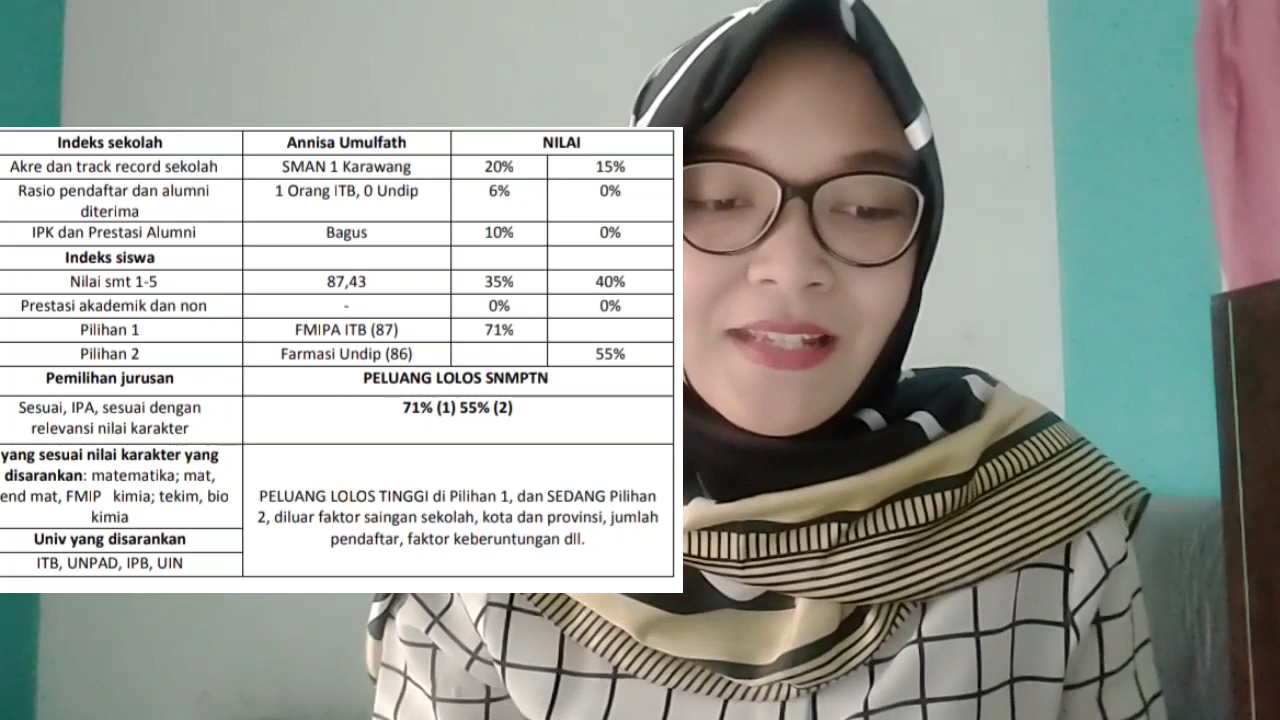 Indeks sekolah Annisa Umulfath NILAI
Akre dan track record sekolah SMAN 1 Karawang 20% 15%
Rasio pendaftar dan alumni 1 Orang ITB, 0 Undip 6% 0%
diterima
IPK dan Prestasi Alumni Bagus 10% 0%
Indeks siswa
Nilai smt 1-5 87,43 35% 40%
Prestasi akademik dan non - 0% 0%
Pilihan 1 FMIPA ITB (87) 71%
Pilihan 2 Farmasi Undip (86) 55%
Pemilihan jurusan PELUANG LOLOS SNMPTN
Sesuai, IPA, sesuai dengan 71% (1) 55% (2)
relevansi nilai karakter
yang sesuai nilai karakter yang
disarankan: matematika; mat,
end mat, FMIP kimia; tekim, bio
kimia
PELUANG LOLOS TINGGI di Pilihan 1, dan SEDANG Pilihan
2, diluar faktor saingan sekolah, kota dan provinsi, jumlah
pendaftar, faktor keberuntungan dll.
Univ yang disarankan
ITB, UNPAD, IPB, UIN